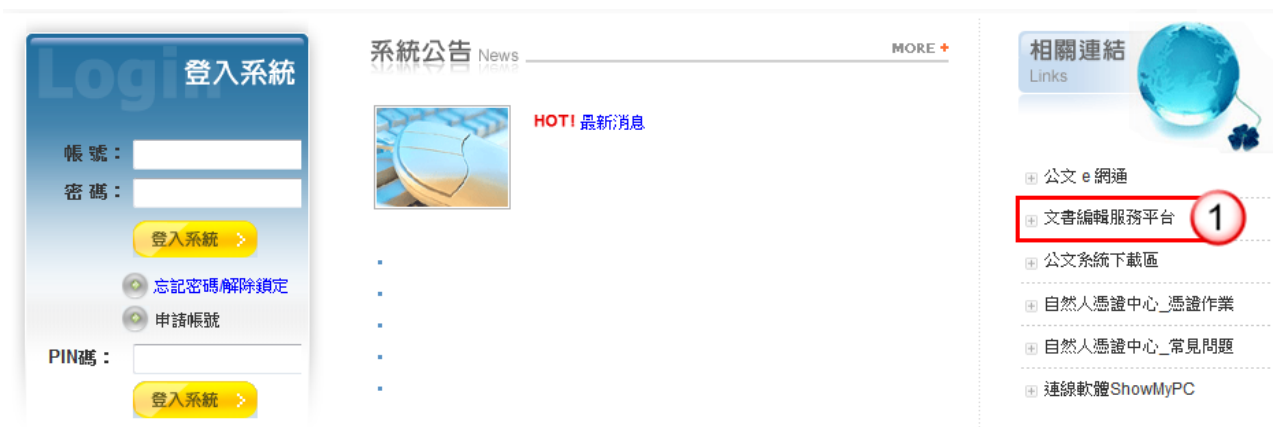 Login
登入系統
帳 號：
密 碼：
登入系統
忘記密碼/解除鎖定
申請帳號
PIN碼：
登入系統
系統公告 News
MORE +
HOT! 最新消息
相關連結
Links
公文 e 網通
文書編輯服務平台
1
公文系統下載區
自然人憑證中心_憑證作業
自然人憑證中心_常見問題
連線軟體ShowMyPC